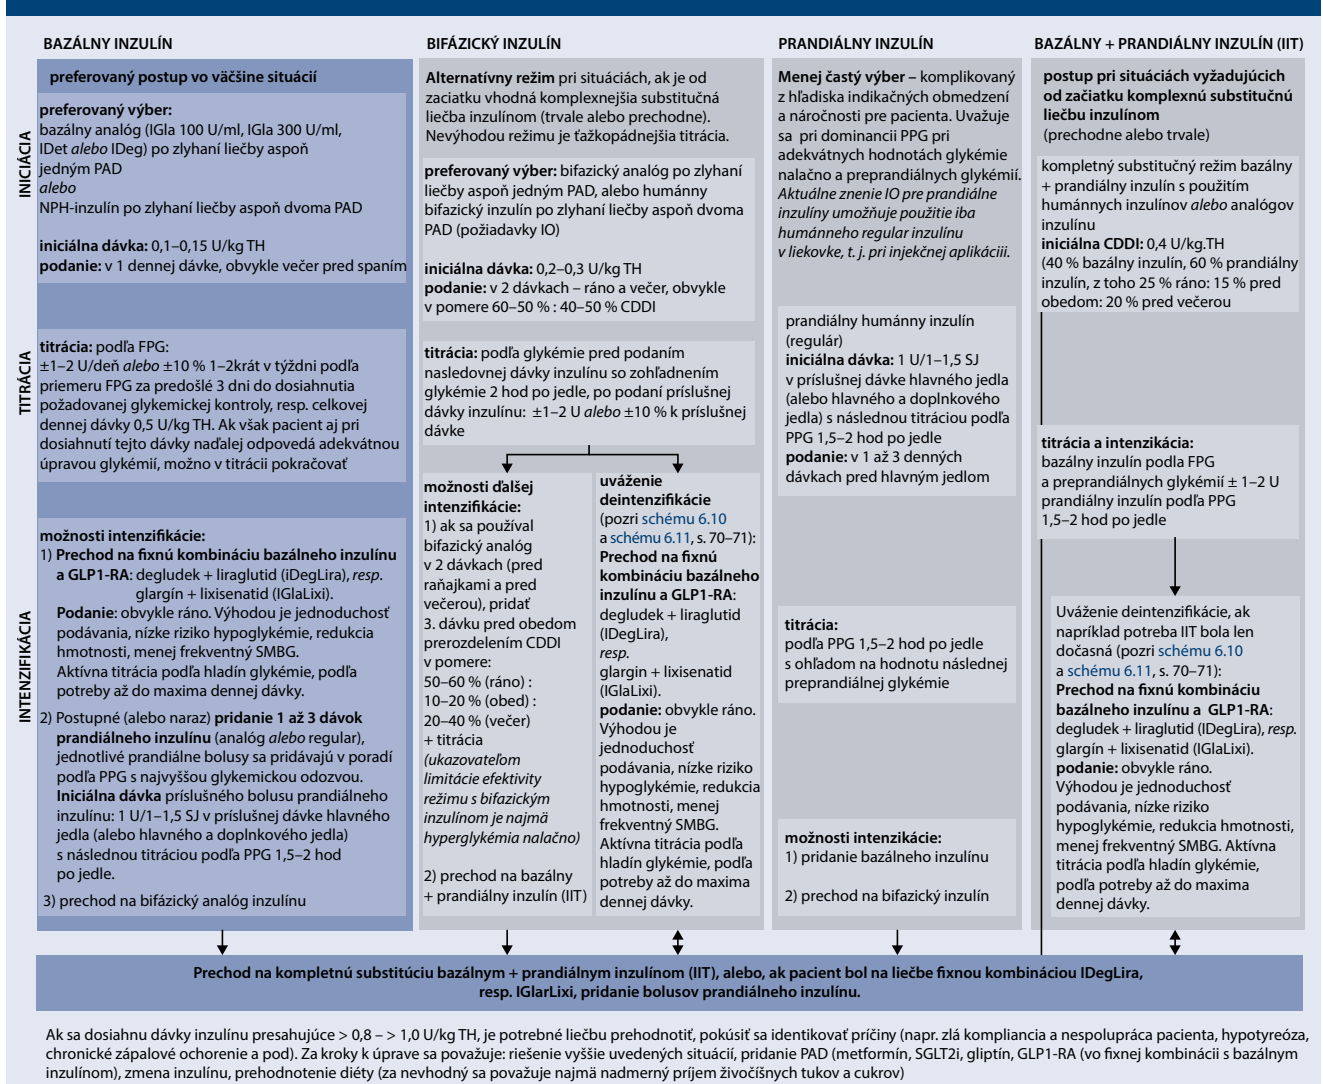 BAZÁLNY INZULÍN
BIFÁZICKÝ INZULÍN
PRANDIÁLNY INZULÍN
BAZÁLNY + PRANDIÁLNY INZULÍN (IIT)
INICIÁCIA
TITRÁCIA
INTENZIFIKÁCIA
preferovaný postup vo väčšine situácií
preferovaný výber:
bazálny analóg (IGla 100 U/ml, IGla 300 U/ml,
IDet alebo IDeg) po zlyhaní liečby aspoň
jedným PAD
alebo
NPH-inzulín po zlyhaní liečby aspoň dvoma PAD
iniciálna dávka: 0,1–0,15 U/kg TH
podanie: v 1 dennej dávke, obvykle večer pred spaním
titrácia: podľa FPG:
±1–2 U/deň alebo ±10 % 1–2krát v týždni podľa
priemeru FPG za predošlé 3 dni do dosiahnutia
požadovanej glykemickej kontroly, resp. celkovej
dennej dávky 0,5 U/kg TH. Ak však pacient aj pri
dosiahnutí tejto dávky naďalej odpovedá adekvátnou
úpravou glykémií, možno v titrácii pokračovať
možnosti intenzifikácie:
1) Prechod na fixnú kombináciu bazálneho inzulínu
a GLP1-RA: degludek + liraglutid (iDegLira), resp.
glargín + lixisenatid (IGlaLixi).
Podanie: obvykle ráno. Výhodou je jednoduchosť
podávania, nízke riziko hypoglykémie, redukcia
hmotnosti, menej frekventný SMBG.
Aktívna titrácia podľa hladín glykémie, podľa
potreby až do maxima dennej dávky.
2) Postupné (alebo naraz) pridanie 1 až 3 dávok
prandiálneho inzulínu (analóg alebo regular),
jednotlivé prandiálne bolusy sa pridávajú v poradí
podľa PPG s najvyššou glykemickou odozvou.
Iniciálna dávka príslušného bolusu prandiálneho
inzulínu: 1 U/1–1,5 SJ v príslušnej dávke hlavného
jedla (alebo hlavného a doplnkového jedla)
s následnou titráciou podľa PPG 1,5–2 hod
po jedle.
3) prechod na bifázický analóg inzulínu
Alternatívny režim pri situáciách, ak je od
zaciatku vhodná komplexnejšia substitučná
liečba inzulínom (trvale alebo prechodne).
Nevýhodou režimu je ťažkopádnejšia titrácia.
preferovaný výber: bifazický analóg po zlyhaní
liečby aspoň jedným PAD, alebo humánny
bifazický inzulín po zlyhaní liečby aspoň dvoma
PAD (požiadavky IO)
iniciálna dávka: 0,2–0,3 U/kg TH
podanie: v 2 dávkach – ráno a večer, obvykle
v pomere 60–50 % : 40–50 % CDDI
titrácia: podľa glykémie pred podaním
nasledovnej dávky inzulínu so zohľadnením
glykémie 2 hod po jedle, po podaní príslušnej
dávky inzulínu: ±1–2 U alebo ±10 % k príslušnej
dávke
možnosti ďalšej
intenzifikácie:
1) ak sa používal
bifazický analóg
v 2 dávkach (pred
raňajkami a pred
večerou), pridať
3. dávku pred obedom
prerozdelením CDDI
v pomere:
50–60 % (ráno) :
10–20 % (obed) :
20–40 % (večer)
+ titrácia
(ukazovateľom
limitácie efektivity
režimu s bifazickým
inzulínom je najmä
hyperglykémia nalačno)
2) prechod na bazálny
+ prandiálny inzulín (IIT)
uváženie
deintenzifikácie
(pozri schému 6.10
a schému 6.11, s. 70–71):
Prechod na fixnú
kombináciu bazálneho
inzulínu a GLP1-RA:
degludek + liraglutid
(IDegLira),
resp.
glargin + lixisenatid
(IGlaLixi).
podanie: obvykle ráno.
Výhodou je
jednoduchosť
podávania, nízke riziko
hypoglykémie, redukcia
hmotnosti, menej
frekventný SMBG.
Aktívna titrácia podľa
hladín glykémie, podľa
potreby až do maxima
dennej dávky.
Menej častý výber – komplikovaný
z hľadiska indikačných obmedzení
a náročnosti pre pacienta. Uvažuje
sa pri dominancii PPG pri
adekvátnych hodnotách glykémie
nalačno a preprandiálnych glykémií.
Aktuálne znenie IO pre prandiálne
inzulíny umožňuje použitie iba
humánneho regular inzulínu
v liekovke, t. j. pri injekčnej aplikáciii.
prandiálny humánny inzulín
(regulár)
iniciálna dávka: 1 U/1–1,5 SJ
v príslušnej dávke hlavného jedla
(alebo hlavného a doplnkového
jedla) s následnou titráciou podľa
PPG 1,5–2 hod po jedle
podanie: v 1 až 3 denných
dávkach pred hlavným jedlom
titrácia:
podľa PPG 1,5–2 hod po jedle
s ohľadom na hodnotu následnej
preprandiálnej glykémie
možnosti intenzikácie:
1) pridanie bazálneho inzulínu
2) prechod na bifazický inzulín
postup pri situáciách vyžadujúcich
od začiatku komplexnú substitučnú
liečbu inzulínom
(prechodne alebo trvale)
kompletný substitučný režim bazálny
+ prandiálny inzulín s použitím
humánnych inzulínov alebo analógov
inzulínu
iniciálna CDDI: 0,4 U/kg.TH
(40 % bazálny inzulín, 60 % prandiálny
inzulín, z toho 25 % ráno: 15 % pred
obedom: 20 % pred večerou
titrácia a intenzikácia:
bazálny inzulín podla FPG
a preprandiálnych glykémií ± 1–2 U
prandiálny inzulín podľa PPG
1,5–2 hod po jedle
Uváženie deintenzifikácie, ak
napríklad potreba IIT bola len
dočasná (pozri schému 6.10
a schému 6.11, s. 70–71):
Prechod na fixnú kombináciu
bazálneho inzulínu a GLP1-RA:
degludek + liraglutid (IDegLira), resp.
glargín + lixisenatid (IGlaLixi).
podanie: obvykle ráno.
Výhodou je jednoduchosť
podávania, nízke riziko
hypoglykémie, redukcia hmotnosti,
menej frekventný SMBG. Aktívna
titrácia podľa hladín glykémie,
podľa potreby až do maxima
dennej dávky.
Prechod na kompletnú substitúciu bazálnym + prandiálnym inzulínom (IIT), alebo, ak pacient bol na liečbe fixnou kombináciou IDegLira,
resp. IGlarLixi, pridanie bolusov prandiálneho inzulínu.
Ak sa dosiahnu dávky inzulínu presahujúce > 0,8 – > 1,0 U/kg TH, je potrebné liečbu prehodnotiť, pokúsiť sa identikovať príčiny (napr. zlá kompliancia a nespolupráca pacienta, hypotyreóza,
chronické zápalové ochorenie a pod). Za kroky k úprave sa považuje: riešenie vyššie uvedených situácií, pridanie PAD (metformín, SGLT2i, gliptín, GLP1-RA (vo fixnej kombinácii s bazálnym
inzulínom), zmena inzulínu, prehodnotenie diéty (za nevhodný sa považuje najmä nadmerný príjem živočíšnych tukov a cukrov)